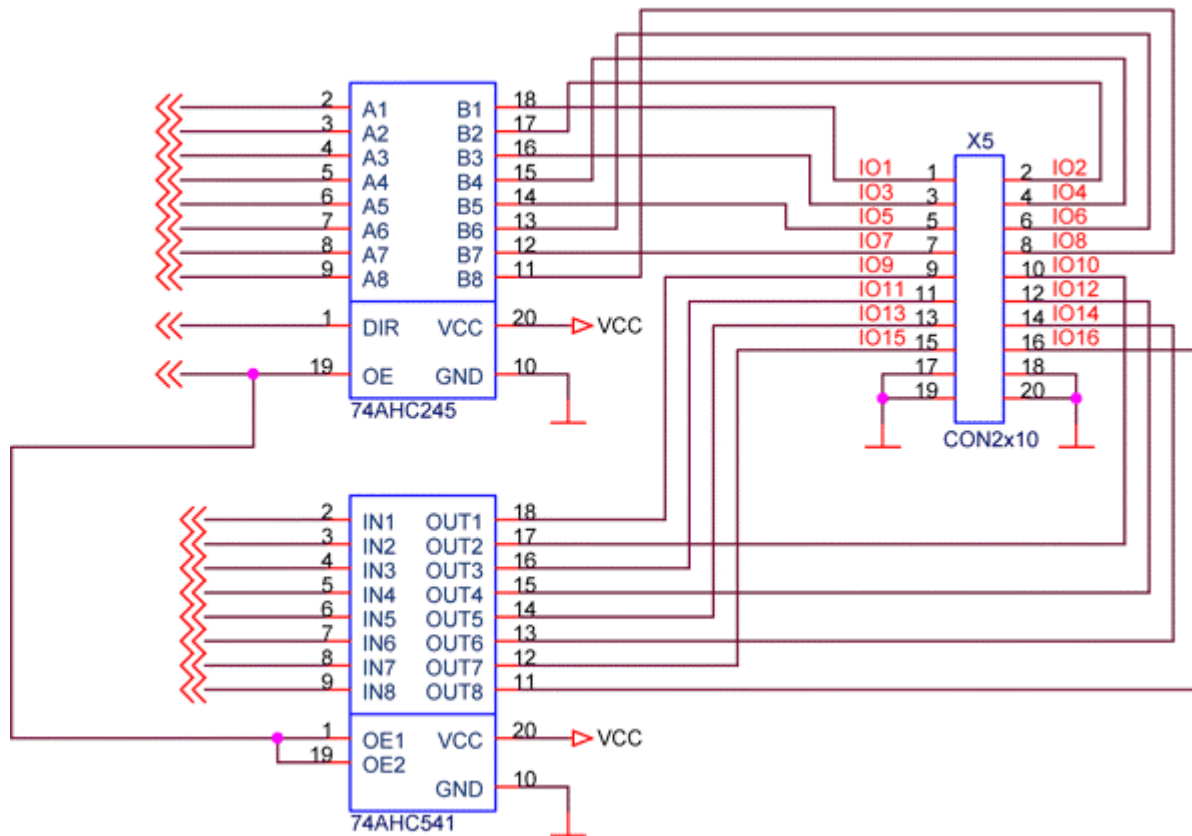 2 A1 B1 18
3 A2 B2 17
4 A3 B3 16
5 A4 B4 15
6 A5 B5 14
7 A6 B6 13
8 A7 B7 12
9 A8 B8 11
1 DIR VCC 20 VCC
19 OE GND 10
74AHC245
X5
IO1 1 2 IO2
IO3 3 4 IO4
IO5 5 6 IO6
IO7 7 8 IO8
IO9 9 10 IO10
IO11 11 12 IO12
IO13 13 14 IO14
IO15 15 16 IO16
17 18
19 20
CON2x10
2 IN1 OUT1 18
3 IN2 OUT2 17
4 IN3 OUT3 16
5 IN4 OUT4 15
6 IN5 OUT5 14
7 IN6 OUT6 13
8 IN7 OUT7 12
9 IN8 OUT8 11
1 OE1 VCC 20 VCC
19 OE2
GND 10
74AHC541